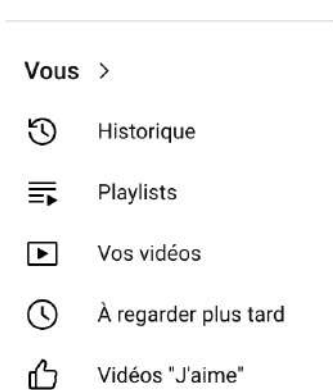 Vous >
Historique
Playlists
Vos vidéos
À regarder plus tard
Vidéos "J'aime"